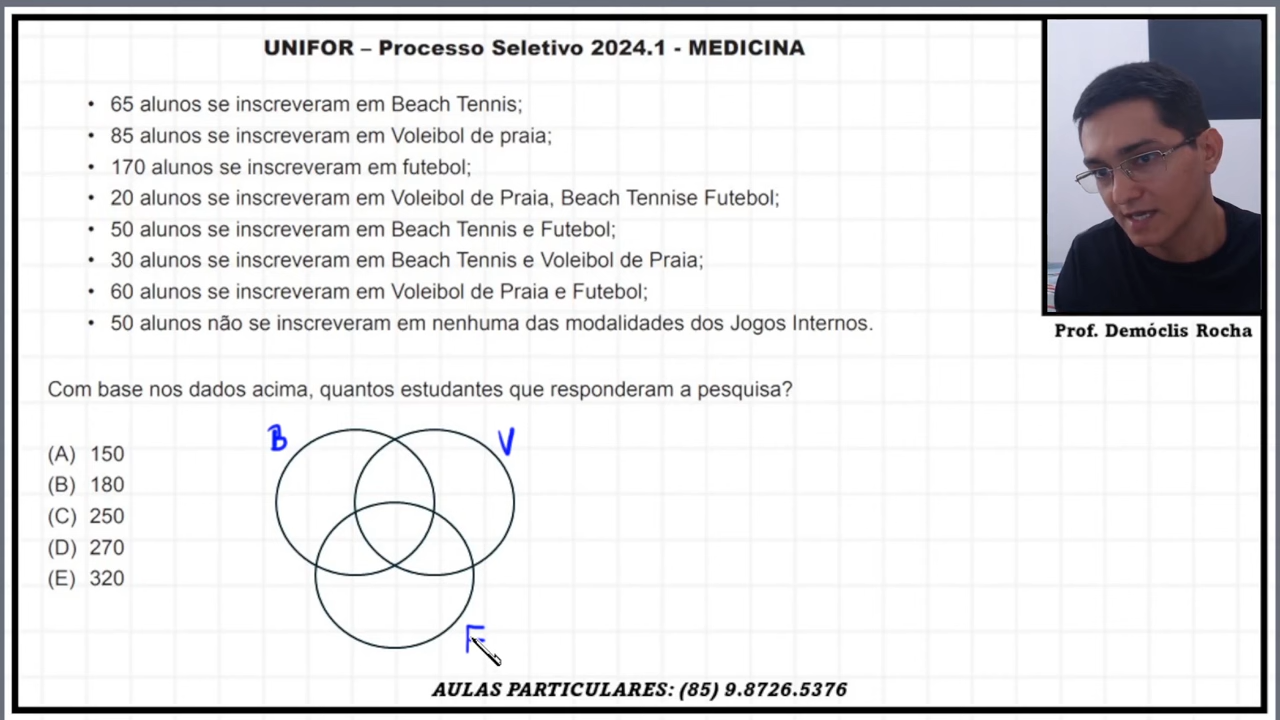 UNIFOR – Processo Seletivo 2024.1 - MEDICINA
• 65 alunos se inscreveram em Beach Tennis;
• 85 alunos se inscreveram em Voleibol de praia;
• 170 alunos se inscreveram em futebol;
• 20 alunos se inscreveram em Voleibol de Praia, Beach Tennise Futebol;
• 50 alunos se inscreveram em Beach Tennis e Futebol;
• 30 alunos se inscreveram em Beach Tennis e Voleibol de Praia;
• 60 alunos se inscreveram em Voleibol de Praia e Futebol;
• 50 alunos não se inscreveram em nenhuma das modalidades dos Jogos Internos.
Prof. Demóclis Rocha
Com base nos dados acima, quantos estudantes que responderam a pesquisa?
(A) 150
(B) 180
(C) 250
(D) 270
(E) 320
B
V
F
AULAS PARTICULARES: (85) 9.8726.5376